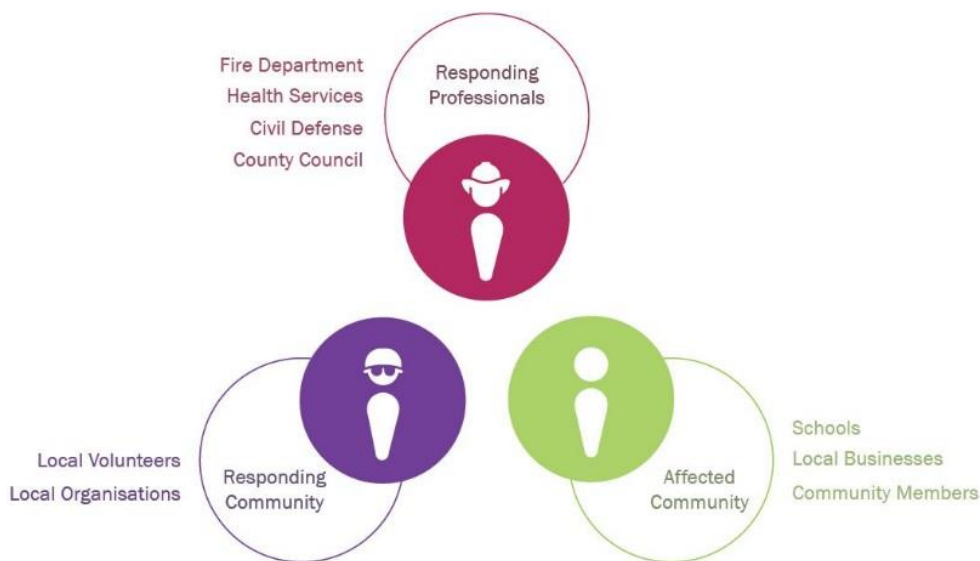 Fire Department
Health Services
Civil Defense
County Council
Responding
Professionals
Local Volunteers
Local Organisations
Responding
Community
Affected
Community
Schools
Local Businesses
Community Members